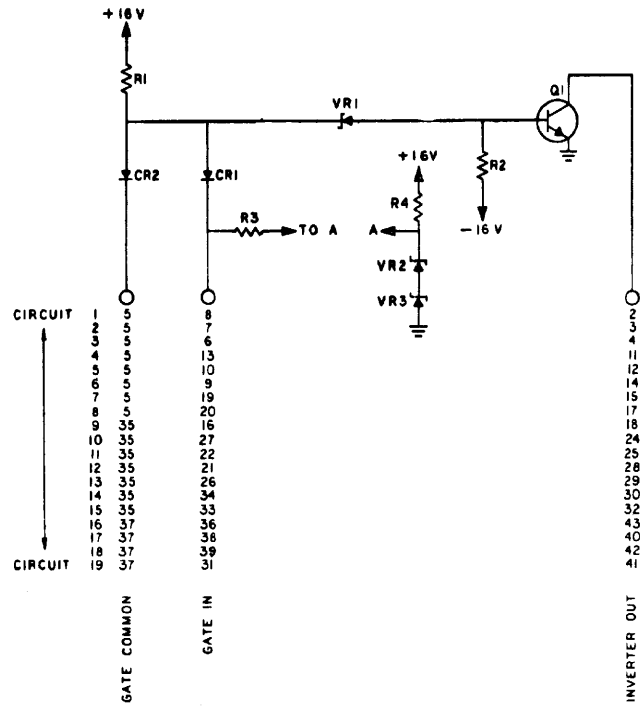 +16V
R1
VR1
Q1
CR2
CR1
+16V
R2
R4
R3
TO A
A
-16V
VR2
VR3
CIRCUIT 1 5 8 2
2 5 7 3
3 5 6 4
4 5 13 11
5 5 10 12
6 5 9 14
7 5 19 15
8 5 20 17
9 35 16 18
10 35 27 24
11 35 22 25
12 35 21 28
13 35 26 29
14 35 34 30
15 35 33 32
16 37 36 43
17 37 38 40
18 37 39 42
CIRCUIT 19 37 31 41
GATE COMMON
GATE IN
INVERTER OUT